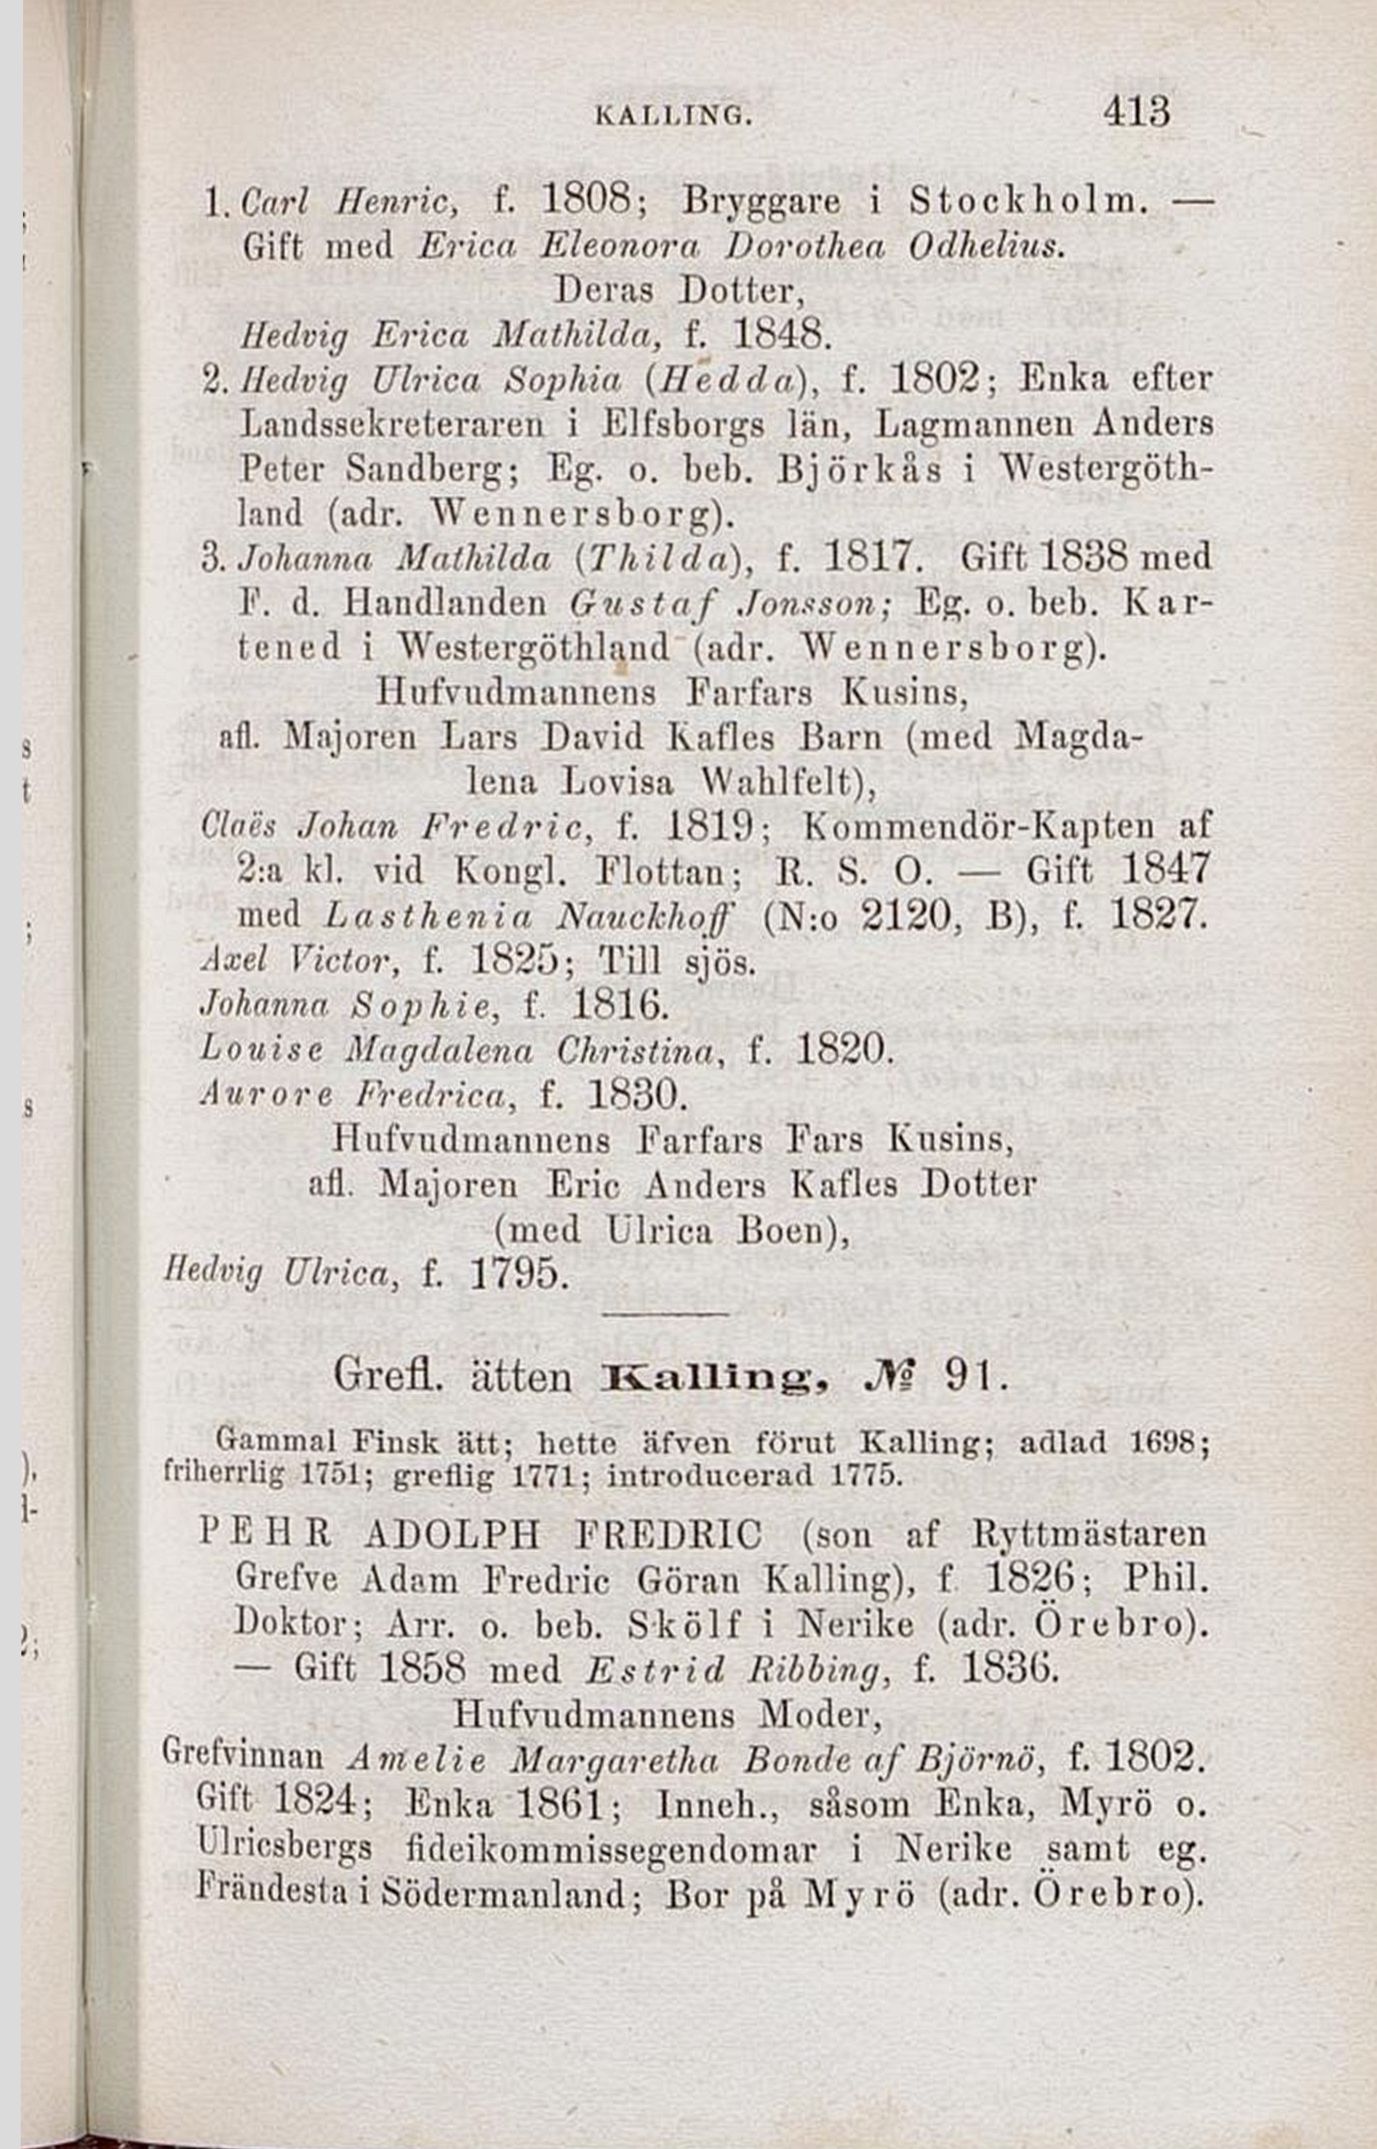 KALLING. 413
1. Carl Henric, f. 1808; Bryggare i Stockholm. —
Gift med Erica Eleonora Dorothea Odhelius.
Deras Dotter,
Hedvig Erica Mathilda, f. 1848.
2. Hedvig Ulrica Sophia (Hedda), f. 1802; Enka efter
Landssekreteraren i Elfsborgs län, Lagmannen Anders
Peter Sandberg; Eg. o. beb. Björkås i Westergöth-
land (adr. Wennersborg).
3. Johanna Mathilda (Thilda), f. 1817. Gift 1838 med
F. d. Handlanden Gustaf Jonsson; Eg. o. beb. Kar-
tened i Westergöthland (adr. Wennersborg).
Hufvudmannens Farfars Kusins,
afl. Majoren Lars David Kafles Barn (med Magda-
lena Lovisa Wahlfelt),
Claës Johan Fredric, f. 1819; Kommendör-Kapten af
2:a kl. vid Kongl. Flottan; R. S. O. — Gift 1847
med Lasthenia Nauckhoff (N:o 2120, B), f. 1827.
Axel Victor, f. 1825; Till sjös.
Johanna Sophie, f. 1816.
Louise Magdalena Christina, f. 1820.
Aurore Fredrica, f. 1830.
Hufvudmannens Farfars Fars Kusins,
afl. Majoren Eric Anders Kafles Dotter
(med Ulrica Boen),
Hedvig Ulrica, f. 1795.
Grefl. ätten Kalling, № 91.
Gammal Finsk ätt; hette äfven förut Kalling; adlad 1698;
friherrlig 1751; greflig 1771; introducerad 1775.
PEHR ADOLPH FREDRIC (son af Ryttmästaren
Grefve Adam Fredric Göran Kalling), f. 1826; Phil.
Doktor; Arr. o. beb. Skölf i Nerike (adr. Örebro).
— Gift 1858 med Estrid Ribbing, f. 1836.
Hufvudmannens Moder,
Grefvinnan Amelie Margaretha Bonde af Björnö, f. 1802.
Gift 1824; Enka 1861; Inneh., såsom Enka, Myrö o.
Ulricsbergs fideikommissegendomar i Nerike samt eg.
Frändesta i Södermanland; Bor på Myrö (adr. Örebro).